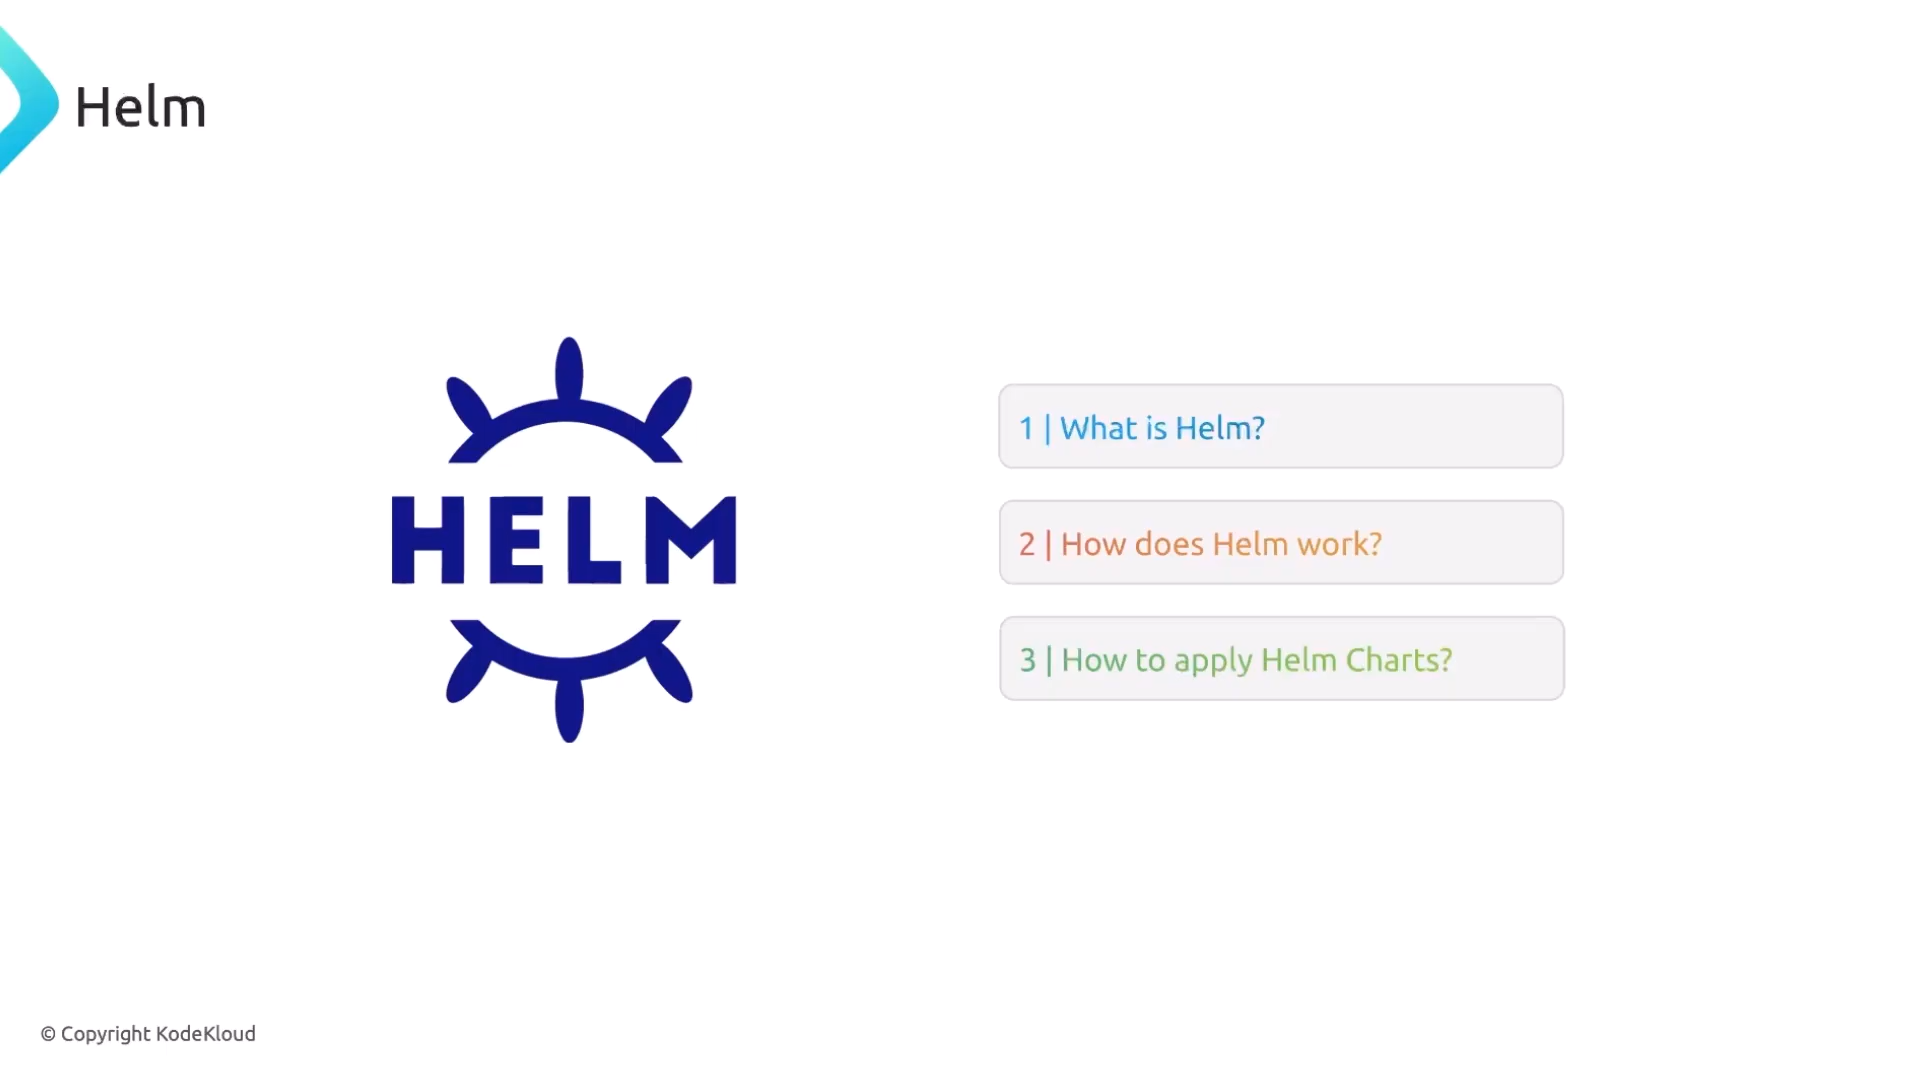 Helm
HELM
1 | What is Helm?
2 | How does Helm work?
3 | How to apply Helm Charts?
© Copyright KodeKloud